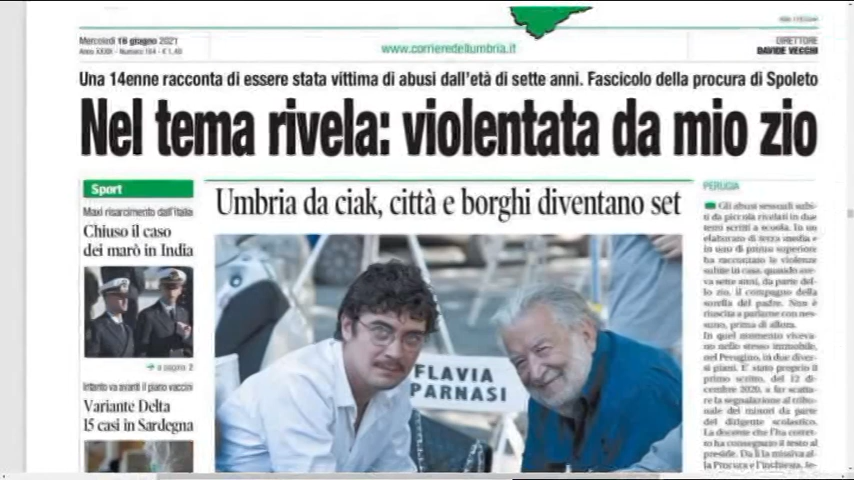 Mercoledì 16 giugno 2021
DIRETTORE
DAVIDE VECCHI
www.corrieredellumbria.it
Una 14enne racconta di essere stata vittima di abusi dall'età di sette anni. Fascicolo della procura di Spoleto
Nel tema rivela: violentata da mio zio
Sport
Maxi risarcimento dall'Italia
Chiuso il caso
dei marò in India
a pagina 2
Intanto va avanti il piano vaccini
Variante Delta
15 casi in Sardegna
Umbria da ciak, città e borghi diventano set
FLAVIA
PARNASI
PERUGIA
Gli abusi sessuali subi-
ti da piccola rivelati in due
temi scritti a scuola. In un
elaborato di terza media e
in uno di primo superiore
ha raccontato le violenze
subite in casa, quando ave-
va sette anni, da parte del-
lo zio, il compagno della
sorella del padre. Non è
riuscita a parlarne con nes-
suno, prima di allora.
In quel momento viveva-
no nello stesso immobile,
nel Perugino, in due diver-
si piani. E' stato proprio il
primo scritto, del 12 di-
cembre 2020, a far scatta-
re la segnalazione al tribu-
nale dei minori da parte
del dirigente scolastico.
La docente che l'ha corret-
to ha consegnato il testo al
preside. Da lì la missiva al-
la Procura e l'inchiesta,